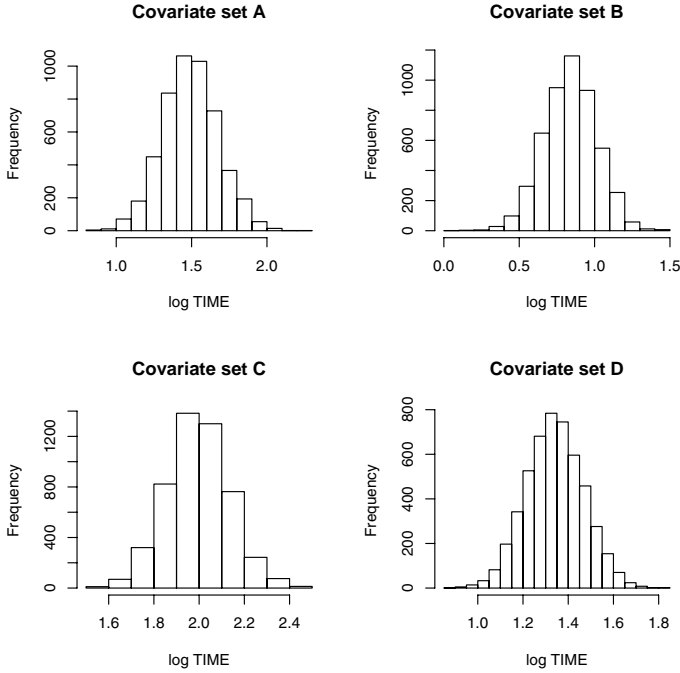 Covariate set A
Frequency
0 200 600 1000
1.0 1.5 2.0
log TIME
Covariate set B
Frequency
0 200 600 1000
0.0 0.5 1.0 1.5
log TIME
Covariate set C
Frequency
0 400 800 1200
1.6 1.8 2.0 2.2 2.4
log TIME
Covariate set D
Frequency
0 200 400 600 800
1.0 1.2 1.4 1.6 1.8
log TIME